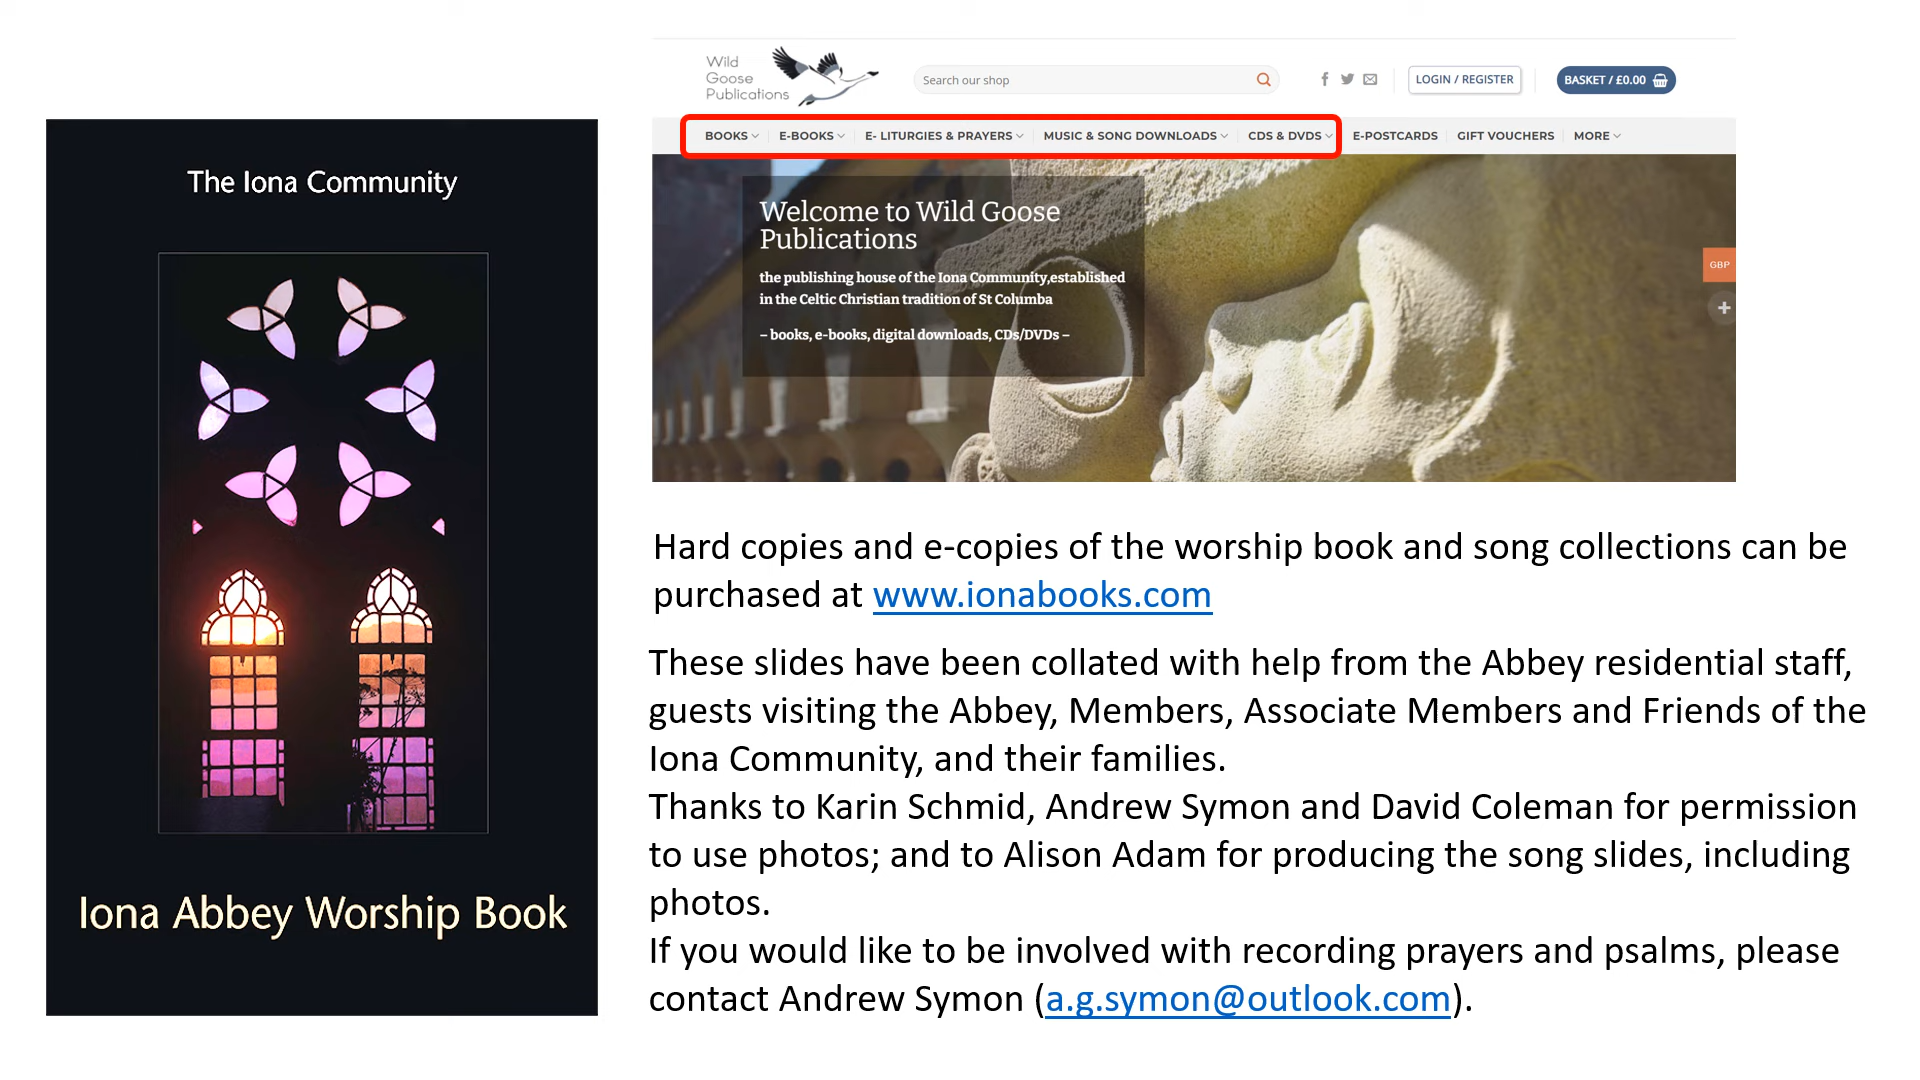 The Iona Community
Iona Abbey Worship Book
Wild
Goose
Publications
Search our shop
LOGIN / REGISTER
BASKET / £0.00
BOOKS E-BOOKS E- LITURGIES & PRAYERS MUSIC & SONG DOWNLOADS CDS & DVDS E-POSTCARDS GIFT VOUCHERS MORE
Welcome to Wild Goose
Publications
the publishing house of the Iona Community,established
in the Celtic Christian tradition of St Columba
– books, e-books, digital downloads, CDs/DVDs –
GBP
+
Hard copies and e-copies of the worship book and song collections can be
purchased at www.ionabooks.com
These slides have been collated with help from the Abbey residential staff,
guests visiting the Abbey, Members, Associate Members and Friends of the
Iona Community, and their families.
Thanks to Karin Schmid, Andrew Symon and David Coleman for permission
to use photos; and to Alison Adam for producing the song slides, including
photos.
If you would like to be involved with recording prayers and psalms, please
contact Andrew Symon (a.g.symon@outlook.com).